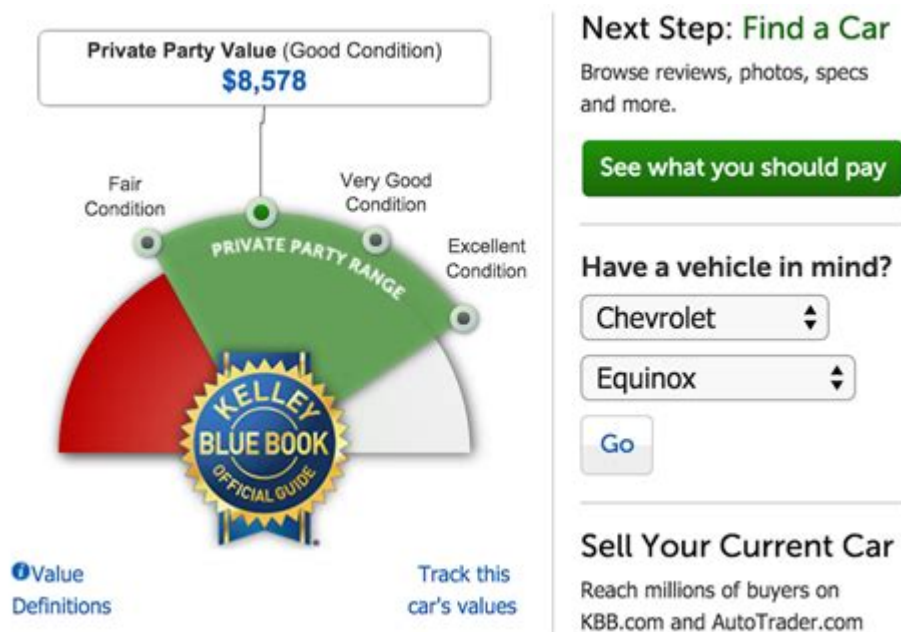 Private Party Value (Good Condition)
$8,578
Fair
Condition
Very Good
Condition
Excellent
Condition
PRIVATE PARTY RANGE
KELLEY
BLUE BOOK
OFFICIAL GUIDE
Value
Definitions
Track this
car's values
Next Step: Find a Car
Browse reviews, photos, specs
and more.
See what you should pay
Have a vehicle in mind?
Chevrolet
Equinox
Go
Sell Your Current Car
Reach millions of buyers on
KBB.com and AutoTrader.com